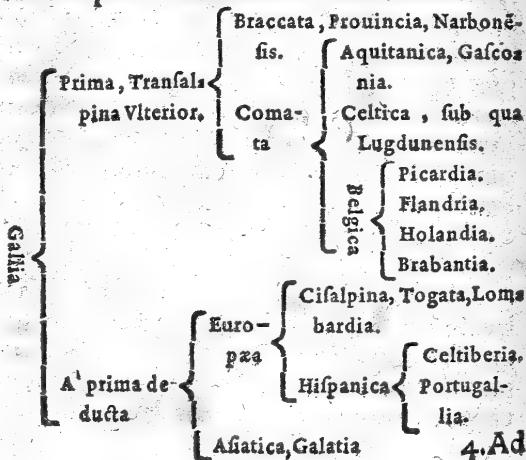 Braccata, Prouincia, Narbonē-
ſis.
Prima, Tranſal-
pina Vlterior.
Coma-
ta
Aquitanica, Gaſco-
nia.
Celtica, ſub qua
Lugdunenſis.
Belgica
Picardia.
Flandria.
Holandia.
Brabantia.
Gallia
A' prima de-
ducta
Euro-
pæa
Ciſalpina, Togata, Lom-
bardia.
Hiſpanica
Celtiberia.
Portugal-
lia.
Aſiatica, Galatia
4. Ad